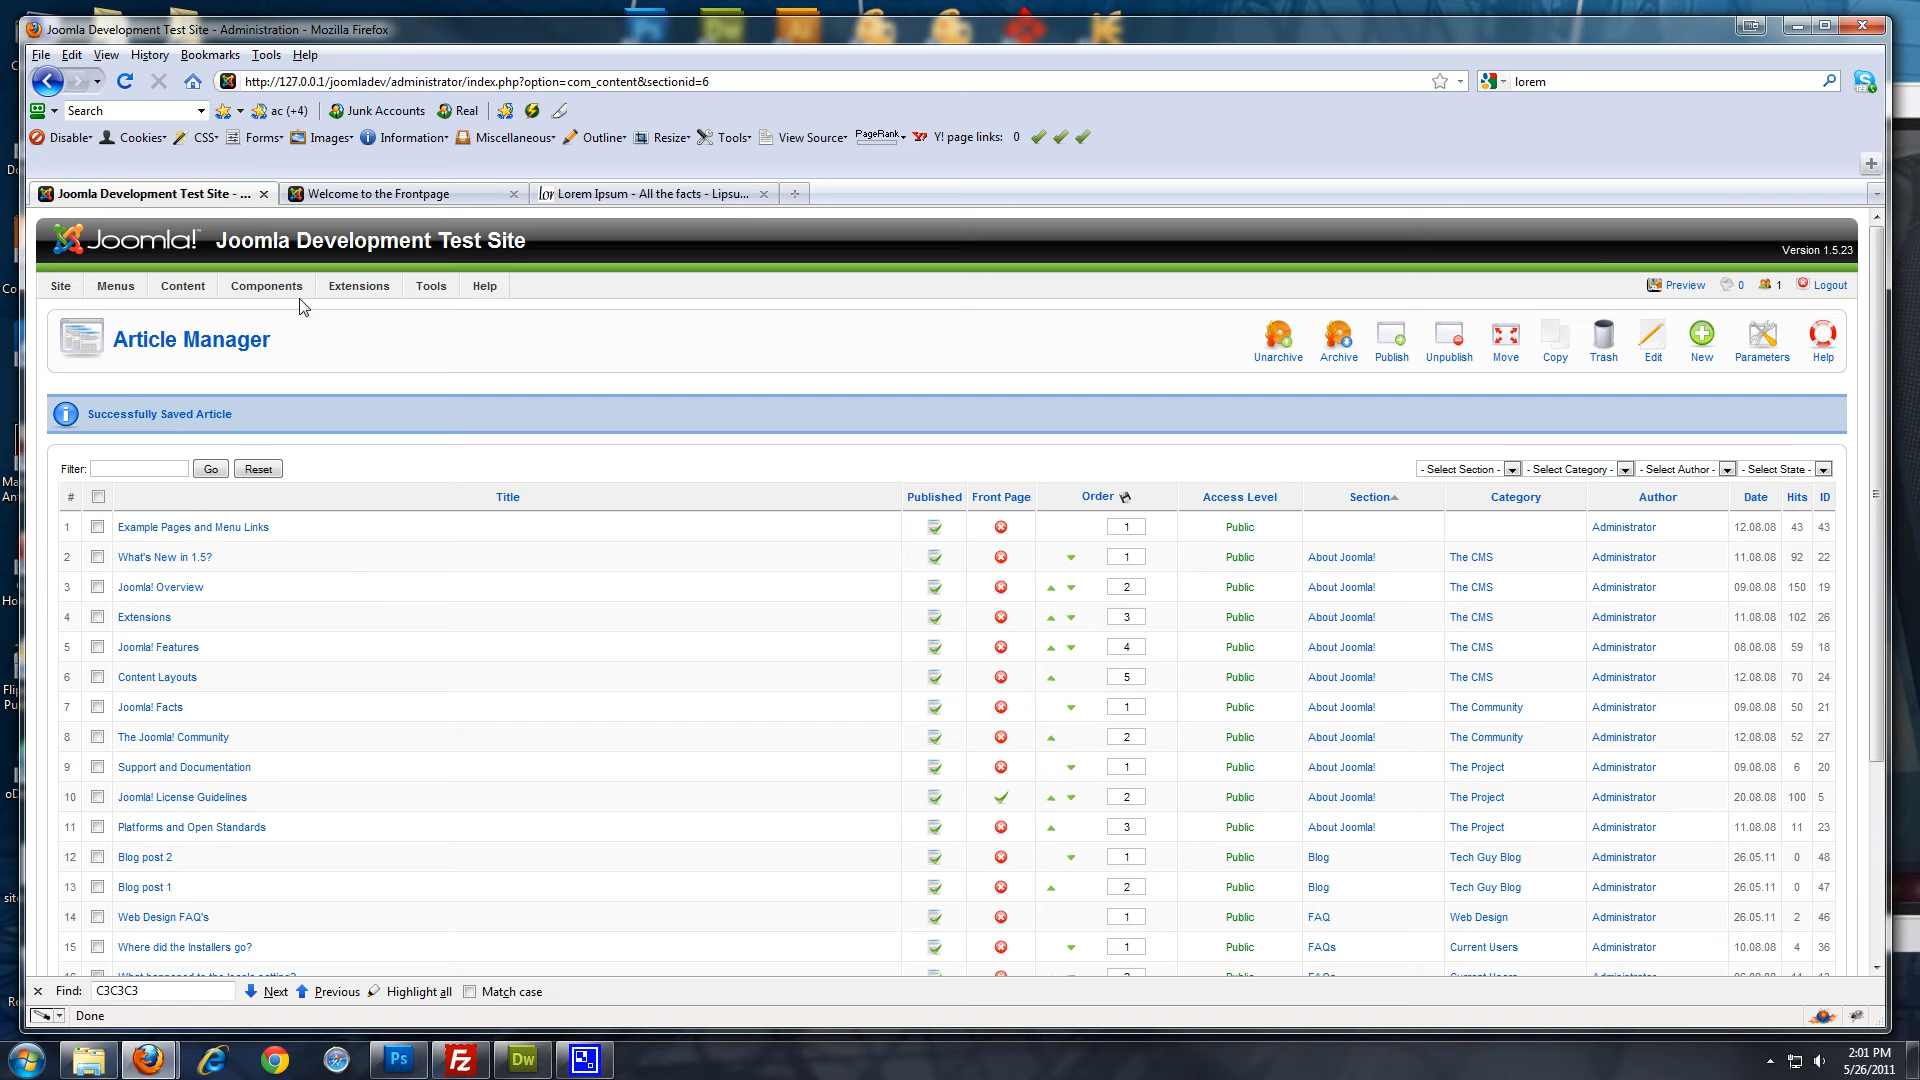 Joomla Development Test Site - Administration - Mozilla Firefox
File Edit View History Bookmarks Tools Help
http://127.0.0.1/joomladev/administrator/index.php?option=com_content&sectionid=6 lorem
Search ac (+4) Junk Accounts Real
Disable Cookies CSS Forms Images Information Miscellaneous Outline Resize Tools View Source PageRank Y! page links: 0
Joomla Development Test Site - ... Welcome to the Frontpage Lorem Ipsum - All the facts - Lipsu...
Joomla! Joomla Development Test Site
Version 1.5.23
Site Menus Content Components Extensions Tools Help Preview 0 1 Logout
Article Manager
Unarchive Archive Publish Unpublish Move Copy Trash Edit New Parameters Help
Successfully Saved Article
Filter: Go Reset - Select Section - - Select Category - - Select Author - - Select State -
# Title Published Front Page Order Access Level Section Category Author Date Hits ID
1 Example Pages and Menu Links 1 Public Administrator 12.08.08 43 43
2 What's New in 1.5? 1 Public About Joomla! The CMS Administrator 11.08.08 92 22
3 Joomla! Overview 2 Public About Joomla! The CMS Administrator 09.08.08 150 19
4 Extensions 3 Public About Joomla! The CMS Administrator 11.08.08 102 26
5 Joomla! Features 4 Public About Joomla! The CMS Administrator 08.08.08 59 18
6 Content Layouts 5 Public About Joomla! The CMS Administrator 12.08.08 70 24
7 Joomla! Facts 1 Public About Joomla! The Community Administrator 09.08.08 50 21
8 The Joomla! Community 2 Public About Joomla! The Community Administrator 12.08.08 52 27
9 Support and Documentation 1 Public About Joomla! The Project Administrator 09.08.08 6 20
10 Joomla! License Guidelines 2 Public About Joomla! The Project Administrator 20.08.08 100 5
11 Platforms and Open Standards 3 Public About Joomla! The Project Administrator 11.08.08 11 23
12 Blog post 2 1 Public Blog Tech Guy Blog Administrator 26.05.11 0 48
13 Blog post 1 2 Public Blog Tech Guy Blog Administrator 26.05.11 0 47
14 Web Design FAQ's 1 Public FAQ Web Design Administrator 26.05.11 2 46
15 Where did the Installers go? 1 Public FAQs Current Users Administrator 10.08.08 4 36
Find: C3C3C3 Next Previous Highlight all Match case
Done
Ps Dw
2:01 PM
5/26/2011